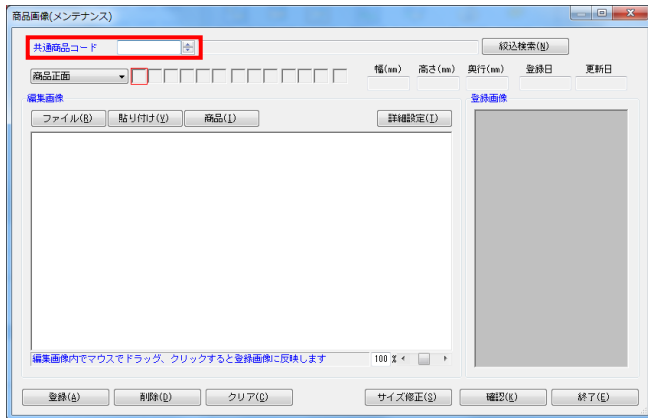 商品画像(メンテナンス)
共通商品コード
絞込検索(N)
商品正面
幅(mm) 高さ(mm) 奥行(mm) 登録日 更新日
編集画像
登録画像
ファイル(R) 貼り付け(V) 商品(I) 詳細設定(T)
編集画像内でマウスでドラッグ、クリックすると登録画像に反映します
100 %
登録(A) 削除(D) クリア(C) サイズ修正(S) 確認(K) 終了(E)